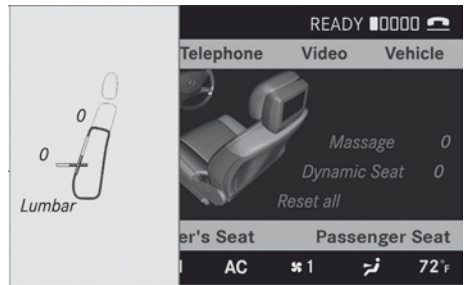 READY
Telephone Video Vehicle
0
0
Massage 0
Dynamic Seat 0
Lumbar
Reset all
er's Seat Passenger Seat
AC 1 72°F